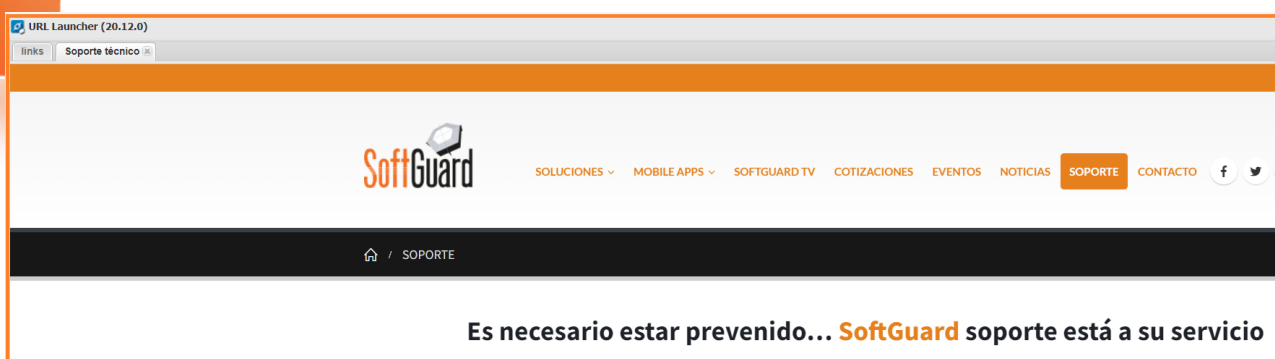 URL Launcher (20.12.0)
links Soporte técnico
SoftGuard
SOLUCIONES MOBILE APPS SOFTGUARD TV COTIZACIONES EVENTOS NOTICIAS SOPORTE CONTACTO
/ SOPORTE
Es necesario estar prevenido... SoftGuard soporte está a su servicio